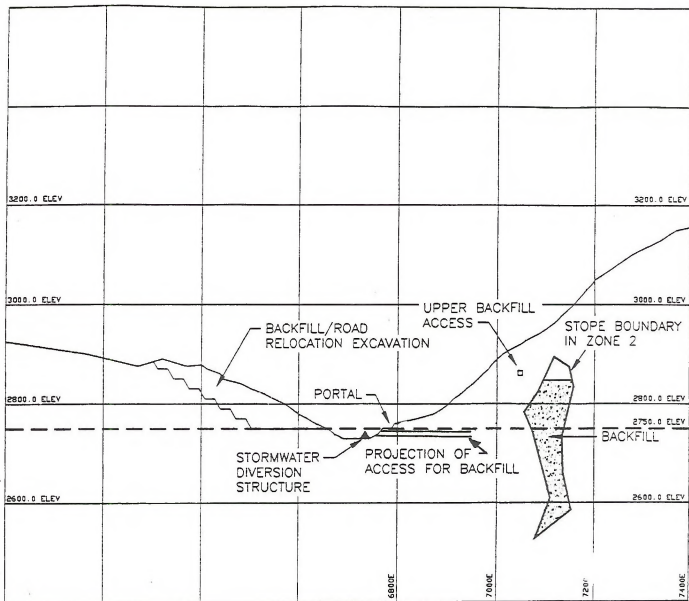 3200.0 ELEV
3200.0 ELEV
3000.0 ELEV
3000.0 ELEV
UPPER BACKFILL
ACCESS
STOPE BOUNDARY
IN ZONE 2
BACKFILL/ROAD
RELOCATION EXCAVATION
PORTAL
2800.0 ELEV
2800.0 ELEV
2750.0 ELEV
BACKFILL
STORMWATER
DIVERSION
STRUCTURE
PROJECTION OF
ACCESS FOR BACKFILL
2600.0 ELEV
2600.0 ELEV
6800E
7000E
7400E